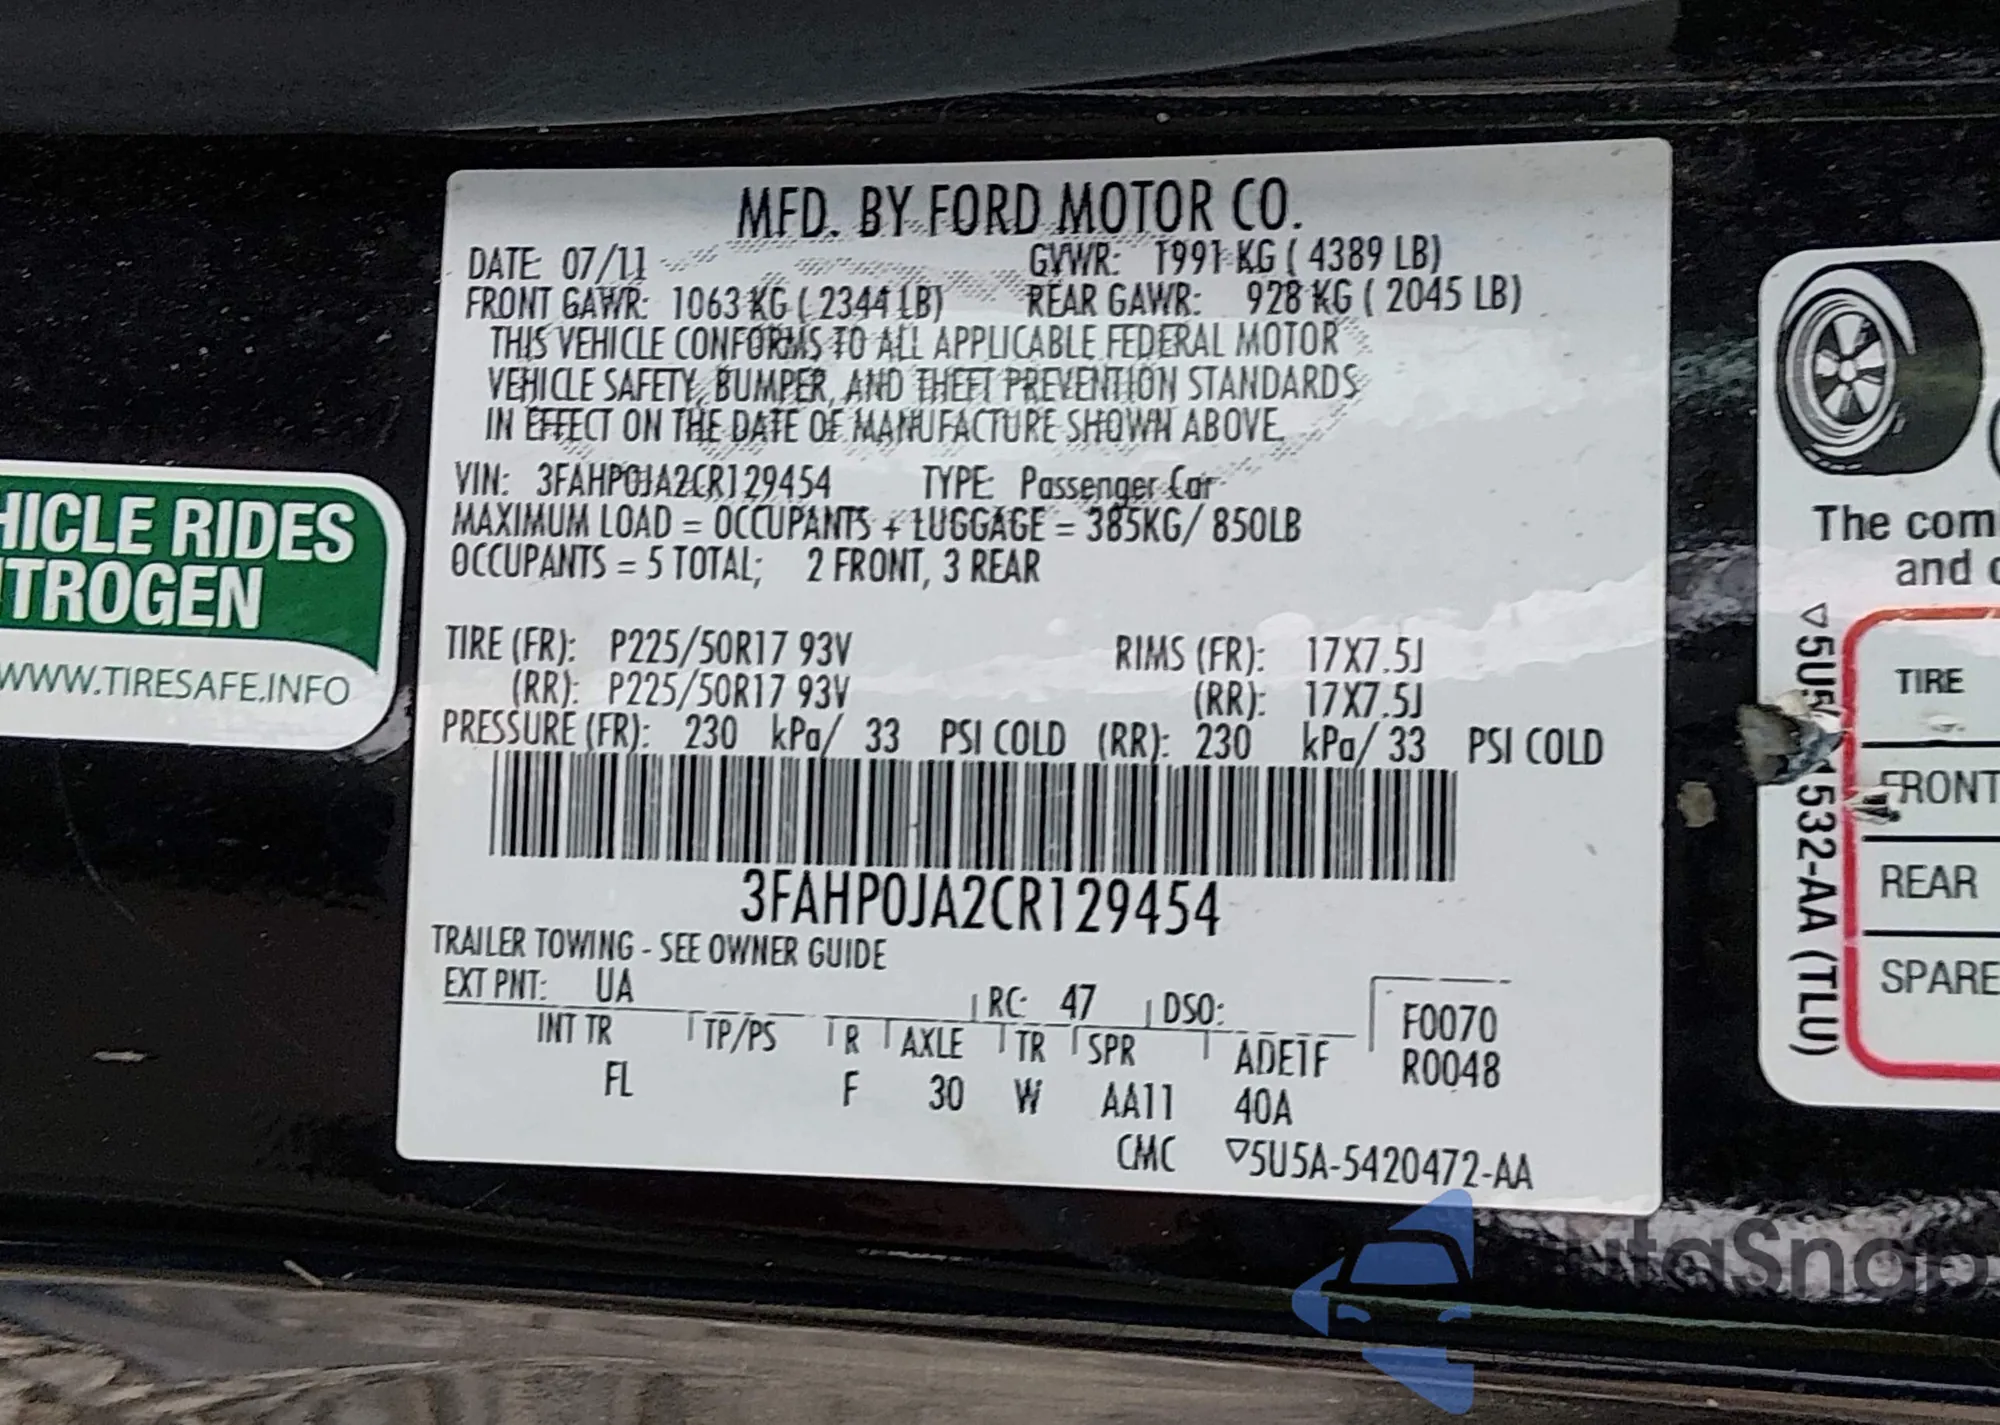 MFD. BY FORD MOTOR CO.
DATE: 07/11 GVWR: 1991 KG ( 4389 LB)
FRONT GAWR: 1063 KG ( 2344 LB) REAR GAWR: 928 KG ( 2045 LB)
THIS VEHICLE CONFORMS TO ALL APPLICABLE FEDERAL MOTOR
VEHICLE SAFETY, BUMPER, AND THEFT PREVENTION STANDARDS
IN EFFECT ON THE DATE OF MANUFACTURE SHOWN ABOVE.
VIN: 3FAHP0JA2CR129454 TYPE: Passenger Car
MAXIMUM LOAD = OCCUPANTS + LUGGAGE = 385KG/ 850LB
OCCUPANTS = 5 TOTAL; 2 FRONT, 3 REAR
TIRE (FR): P225/50R17 93V RIMS (FR): 17X7.5J
(RR): P225/50R17 93V (RR): 17X7.5J
PRESSURE (FR): 230 kPa/ 33 PSI COLD (RR): 230 kPa/ 33 PSI COLD
3FAHP0JA2CR129454
TRAILER TOWING - SEE OWNER GUIDE
EXT PNT: UA RC: 47 DSO:
F0070
INT TR TP/PS R AXLE TR SPR ADETF R0048
FL F 30 W AA11 40A
CMC ▽5U5A-5420472-AA
HICLE RIDES
TROGEN
WWW.TIRESAFE.INFO
The com
and
TIRE
FRONT
REAR
SPARE
1532-AA (TLU)
utaSnap